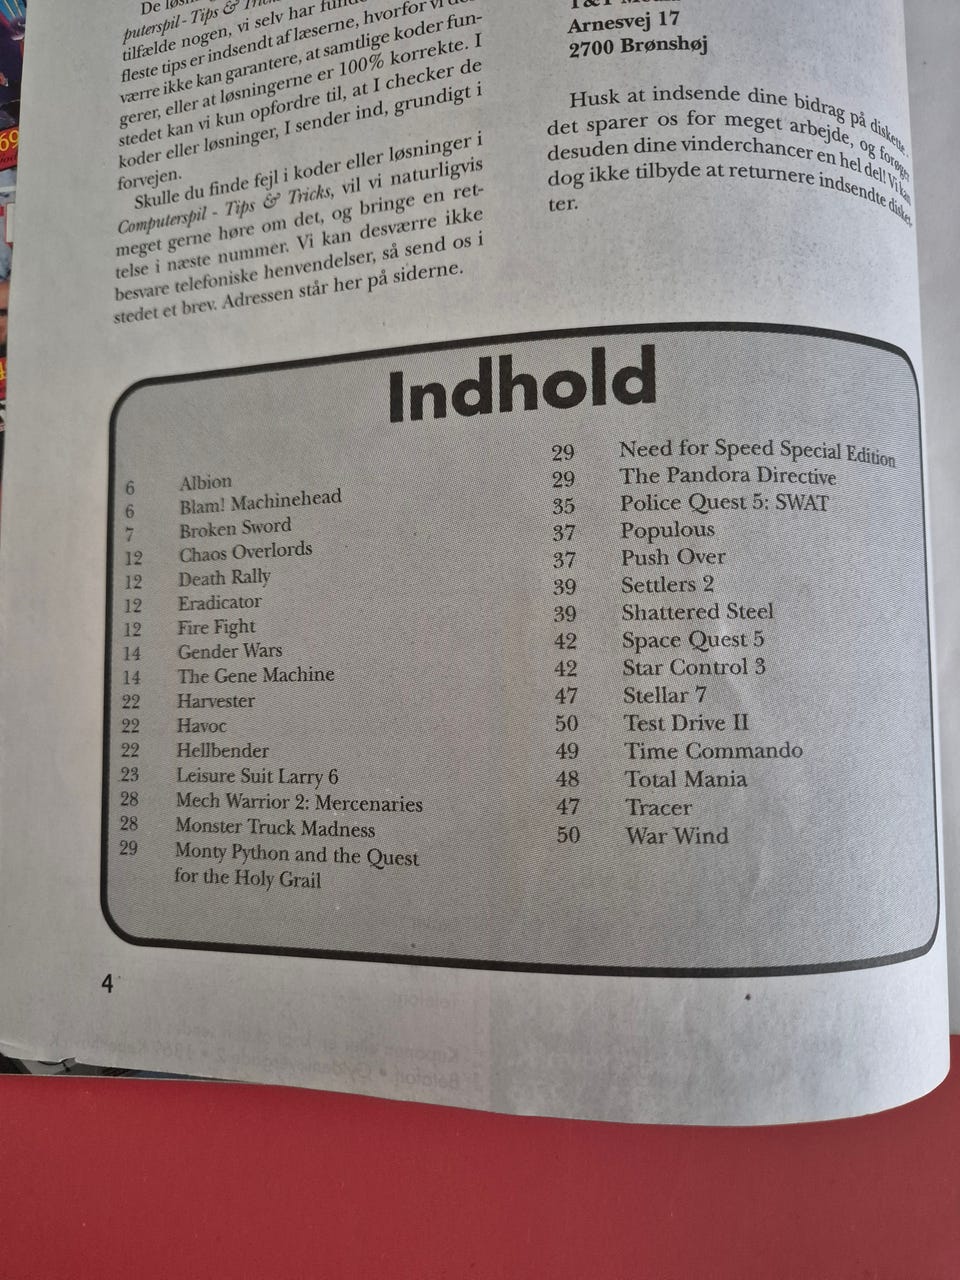 De
puterspil - Tips &
tilfælde nogen, vi selv har
fleste tips er indsendt af læserne, hvorfor vi
værre ikke kan garantere, at samtlige koder fun-
gerer, eller at løsningerne er 100% korrekte. I
stedet kan vi kun opfordre til, at I checker de
koder eller løsninger, I sender ind, grundigt i
forvejen.
Skulle du finde fejl i koder eller løsninger i
Computerspil - Tips & Tricks, vil vi naturligvis
meget gerne høre om det, og bringe en ret-
telse i næste nummer. Vi kan desværre ikke
besvare telefoniske henvendelser, så send os i
stedet et brev. Adressen står her på siderne.
Arnesvej 17
2700 Brønshøj
Husk at indsende dine bidrag på diskette.
det sparer os for meget arbejde, og forøger
desuden dine vinderchancer en hel del! Vi kan
dog ikke tilbyde at returnere indsendte disket-
ter.
Indhold
6 Albion
6 Blam! Machinehead
7 Broken Sword
12 Chaos Overlords
12 Death Rally
12 Eradicator
12 Fire Fight
14 Gender Wars
14 The Gene Machine
22 Harvester
22 Havoc
22 Hellbender
23 Leisure Suit Larry 6
28 Mech Warrior 2: Mercenaries
28 Monster Truck Madness
29 Monty Python and the Quest
for the Holy Grail
29 Need for Speed Special Edition
29 The Pandora Directive
35 Police Quest 5: SWAT
37 Populous
37 Push Over
39 Settlers 2
39 Shattered Steel
42 Space Quest 5
42 Star Control 3
47 Stellar 7
50 Test Drive II
49 Time Commando
48 Total Mania
47 Tracer
50 War Wind
4